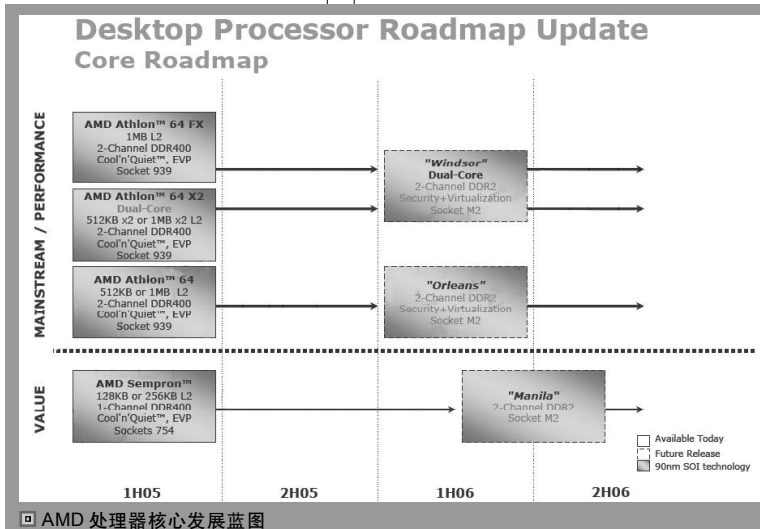 Desktop Processor Roadmap Update
Core Roadmap
MAINSTREAM / PERFORMANCE
AMD Athlon™ 64 FX
1MB L2
2-Channel DDR400
Cool'n'Quiet™, EVP
Socket 939
AMD Athlon™ 64 X2
Dual-Core
512KB x2 or 1MB x2 L2
2-Channel DDR400
Cool'n'Quiet™, EVP
Socket 939
"Windsor"
Dual-Core
2-Channel DDR2
Security+Virtualization
Socket M2
AMD Athlon™ 64
512KB or 1MB L2
2-Channel DDR400
Cool'n'Quiet™, EVP
Socket 939
"Orleans"
2-Channel DDR2
Security+Virtualization
Socket M2
VALUE
AMD Sempron™
128KB or 256KB L2
1-Channel DDR400
Cool'n'Quiet™, EVP
Sockets 754
"Manila"
2-Channel DDR2
Socket M2
Available Today
Future Release
90nm SOI technology
1H05 2H05 1H06 2H06
AMD 处理器核心发展蓝图